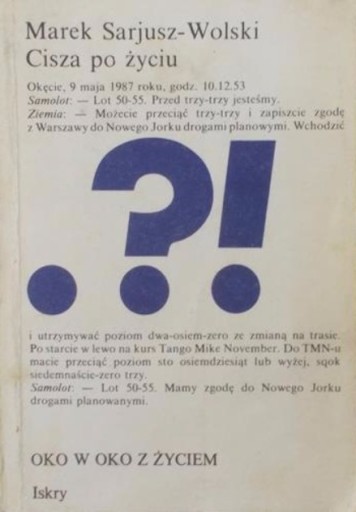 Marek Sarjusz-Wolski
Cisza po życiu
Okęcie, 9 maja 1987 roku, godz. 10.12.53
Samolot: — Lot 50-55. Przed trzy-trzy jesteśmy.
Ziemia: — Możecie przeciąć trzy-trzy i zapiszcie zgodę
z Warszawy do Nowego Jorku drogami planowymi. Wchodzić
.?!
i utrzymywać poziom dwa-osiem-zero ze zmianą na trasie.
Po starcie w lewo na kurs Tango Mike November. Do TMN-u
macie przeciąć poziom sto osiemdziesiąt lub wyżej, sqok
siedemnaście-zero trzy.
Samolot: — Lot 50-55. Mamy zgodę do Nowego Jorku
drogami planowanymi.
OKO W OKO Z ŻYCIEM
Iskry